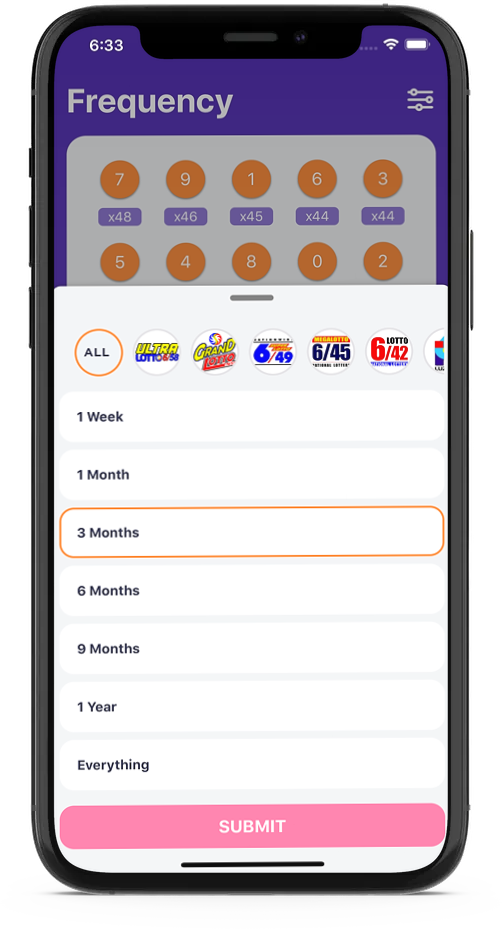 6:33
Frequency
7 9 1 6 3
x48 x46 x45 x44 x44
5 4 8 0 2
ALL
ULTRA
LOTTO 6/58
GRAND
LOTTO
6/49
MEGALOTTO
6/45
LOTTO
6/42
1 Week
1 Month
3 Months
6 Months
9 Months
1 Year
Everything
SUBMIT